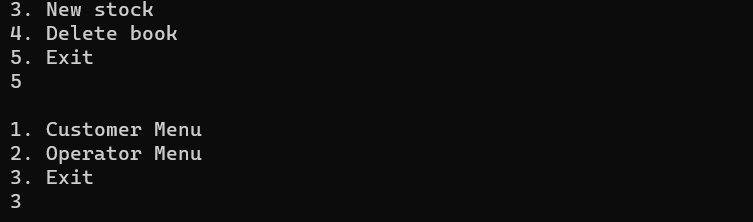 3. New stock
4. Delete book
5. Exit
5
1. Customer Menu
2. Operator Menu
3. Exit
3